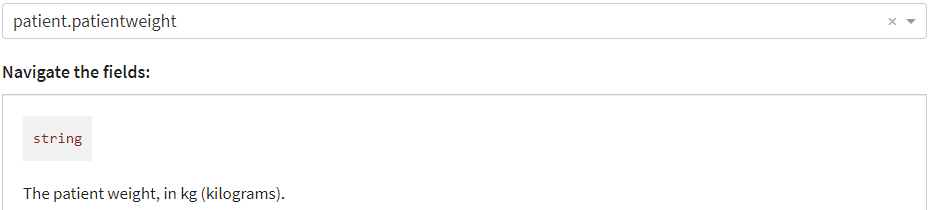 patient.patientweight
Navigate the fields:
string
The patient weight, in kg (kilograms).